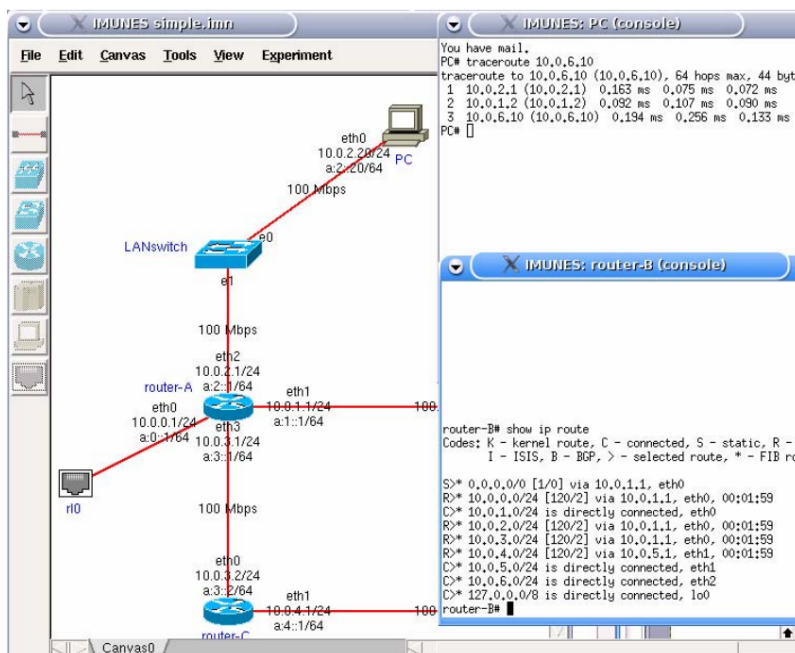 IMUNES simple.imn
File Edit Canvas Tools View Experiment
eth0
10.0.2.20/24
a:2::20/64
PC
100 Mbps
LANswitch
e0
e1
100 Mbps
eth2
10.0.2.1/24
a:2::1/64
router-A
eth1
10.0.1.1/24
a:1::1/64
100.
eth0
10.0.0.1/24
a:0::1/64
eth3
10.0.3.1/24
a:3::1/64
rl0
100 Mbps
eth0
10.0.3.2/24
a:3::2/64
eth1
10.0.4.1/24
a:4::1/64
100
router-C
Canvas0
IMUNES: PC (console)
You have mail.
PC# traceroute 10.0.6.10
traceroute to 10.0.6.10 (10.0.6.10), 64 hops max, 44 byt
1 10.0.2.1 (10.0.2.1) 0.163 ms 0.075 ms 0.072 ms
2 10.0.1.2 (10.0.1.2) 0.092 ms 0.107 ms 0.090 ms
3 10.0.6.10 (10.0.6.10) 0.194 ms 0.256 ms 0.133 ms
PC#
IMUNES: router-B (console)
router-B# show ip route
Codes: K - kernel route, C - connected, S - static, R -
I - ISIS, B - BGP, > - selected route, * - FIB ro
S>* 0.0.0.0/0 [1/0] via 10.0.1.1, eth0
R>* 10.0.0.0/24 [120/2] via 10.0.1.1, eth0, 00:01:59
C>* 10.0.1.0/24 is directly connected, eth0
R>* 10.0.2.0/24 [120/2] via 10.0.1.1, eth0, 00:01:59
R>* 10.0.3.0/24 [120/2] via 10.0.1.1, eth0, 00:01:59
R>* 10.0.4.0/24 [120/2] via 10.0.5.1, eth1, 00:01:59
C>* 10.0.5.0/24 is directly connected, eth1
C>* 10.0.6.0/24 is directly connected, eth2
C>* 127.0.0.0/8 is directly connected, lo0
router-B#